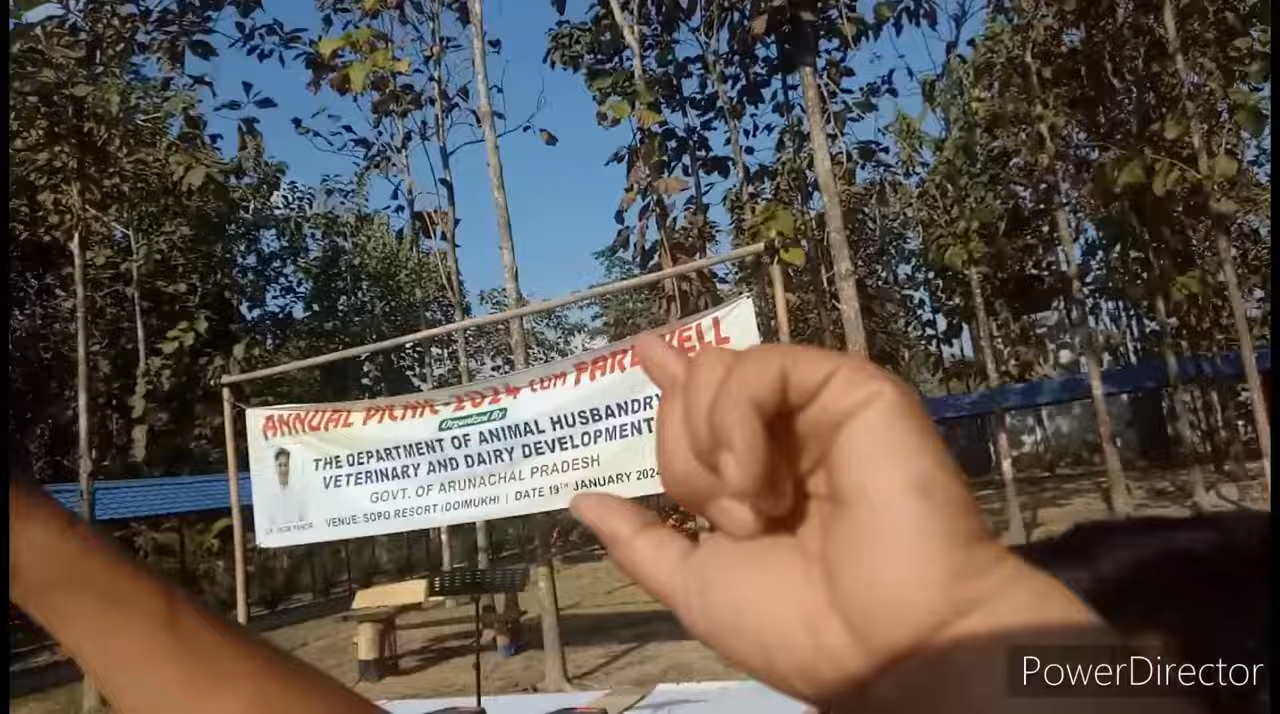 ANNUAL PICNIC-2024 CUM FAREWELL
Organized By
THE DEPARTMENT OF ANIMAL HUSBANDRY
VETERINARY AND DAIRY DEVELOPMENT
GOVT. OF ARUNACHAL PRADESH
VENUE: SOPO RESORT (DOIMUKH) | DATE 19TH JANUARY 2024
PowerDirector